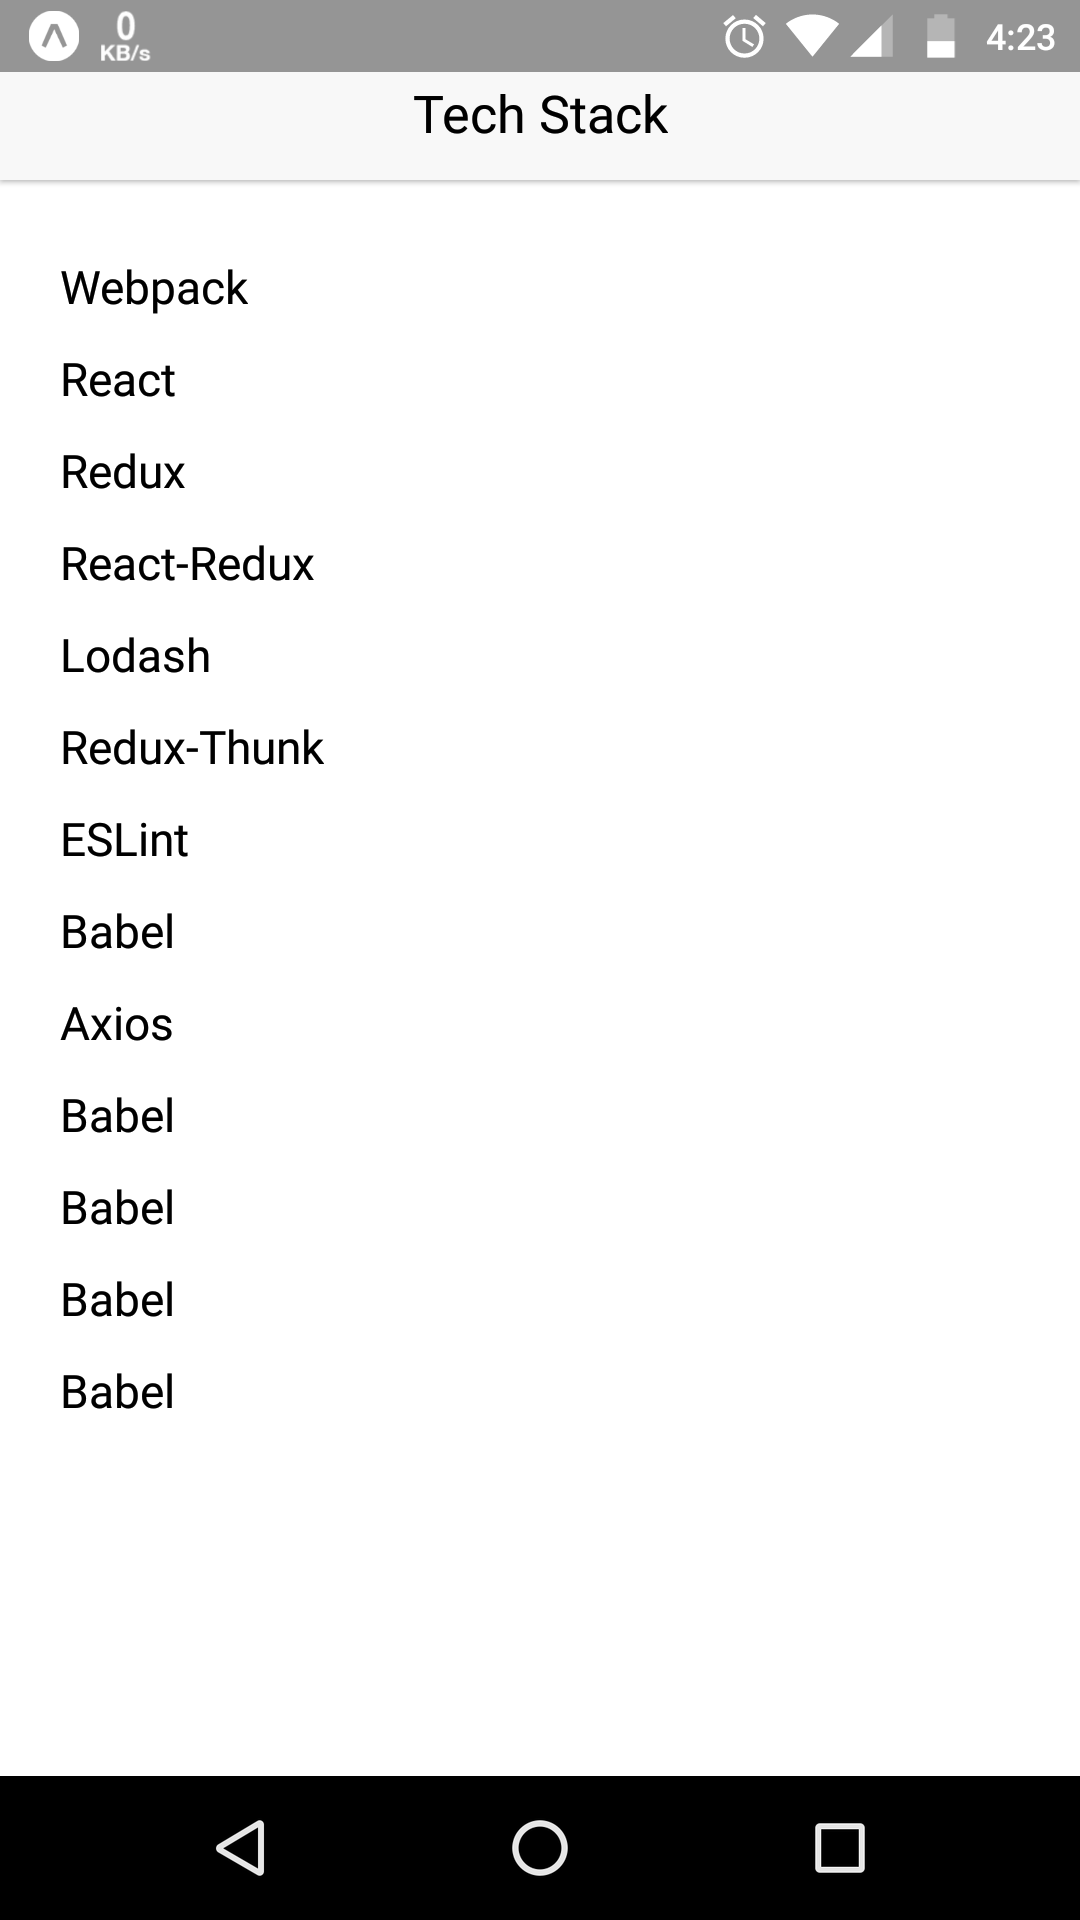 0
KB/s
4:23
Tech Stack
Webpack
React
Redux
React-Redux
Lodash
Redux-Thunk
ESLint
Babel
Axios
Babel
Babel
Babel
Babel